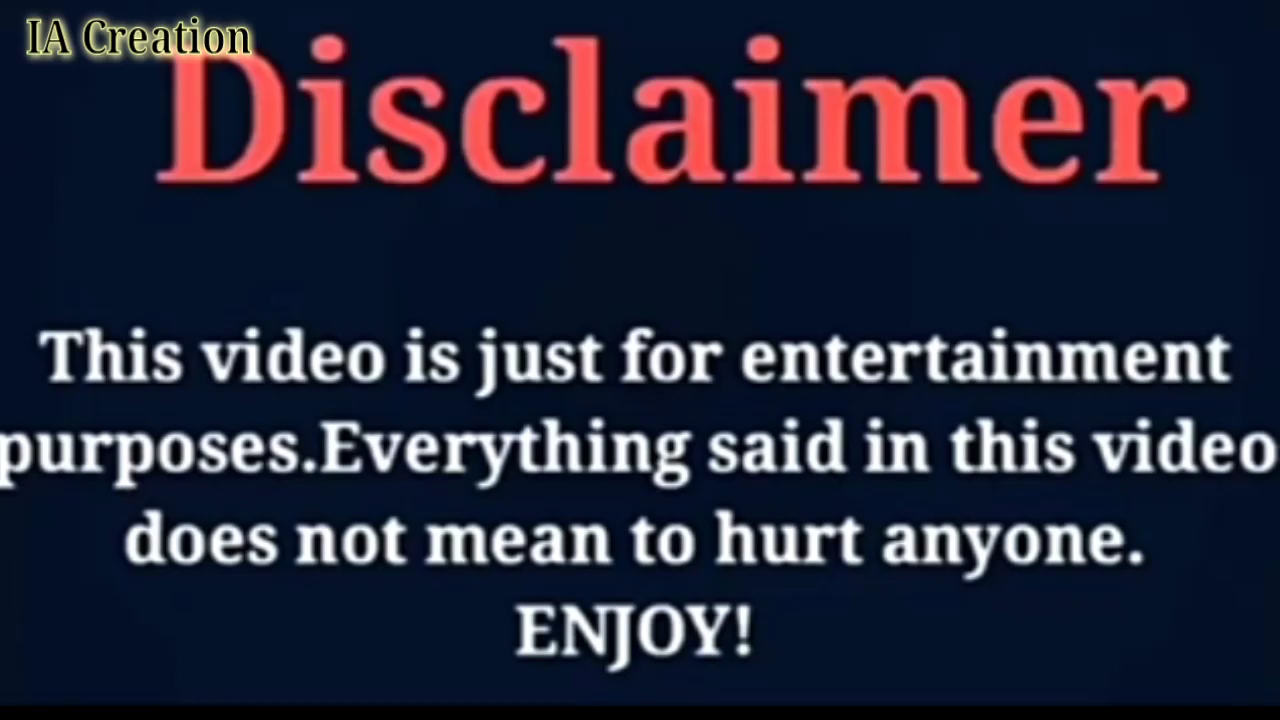 IA Creation
Disclaimer
This video is just for entertainment
purposes.Everything said in this video
does not mean to hurt anyone.
ENJOY!